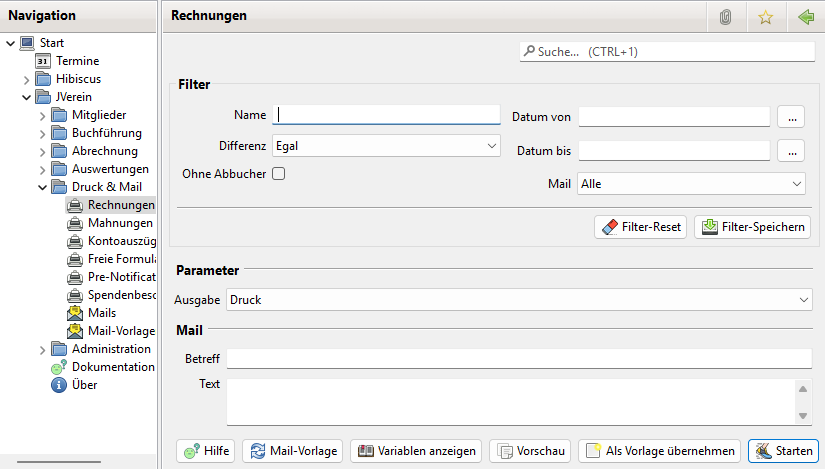 Navigation
Start
31 Termine
Hibiscus
JVerein
Mitglieder
Buchführung
Abrechnung
Auswertungen
Druck & Mail
Rechnungen
Mahnungen
Kontoauszüg
Freie Formula
Pre-Notificat
Spendenbesc
Mails
Mail-Vorlage
Administration
Dokumentation
Über
Rechnungen
Suche... (CTRL+1)
Filter
Name
Datum von ...
Differenz Egal
Datum bis ...
Ohne Abbucher
Mail Alle
Filter-Reset Filter-Speichern
Parameter
Ausgabe Druck
Mail
Betreff
Text
Hilfe Mail-Vorlage Variablen anzeigen Vorschau Als Vorlage übernehmen Starten